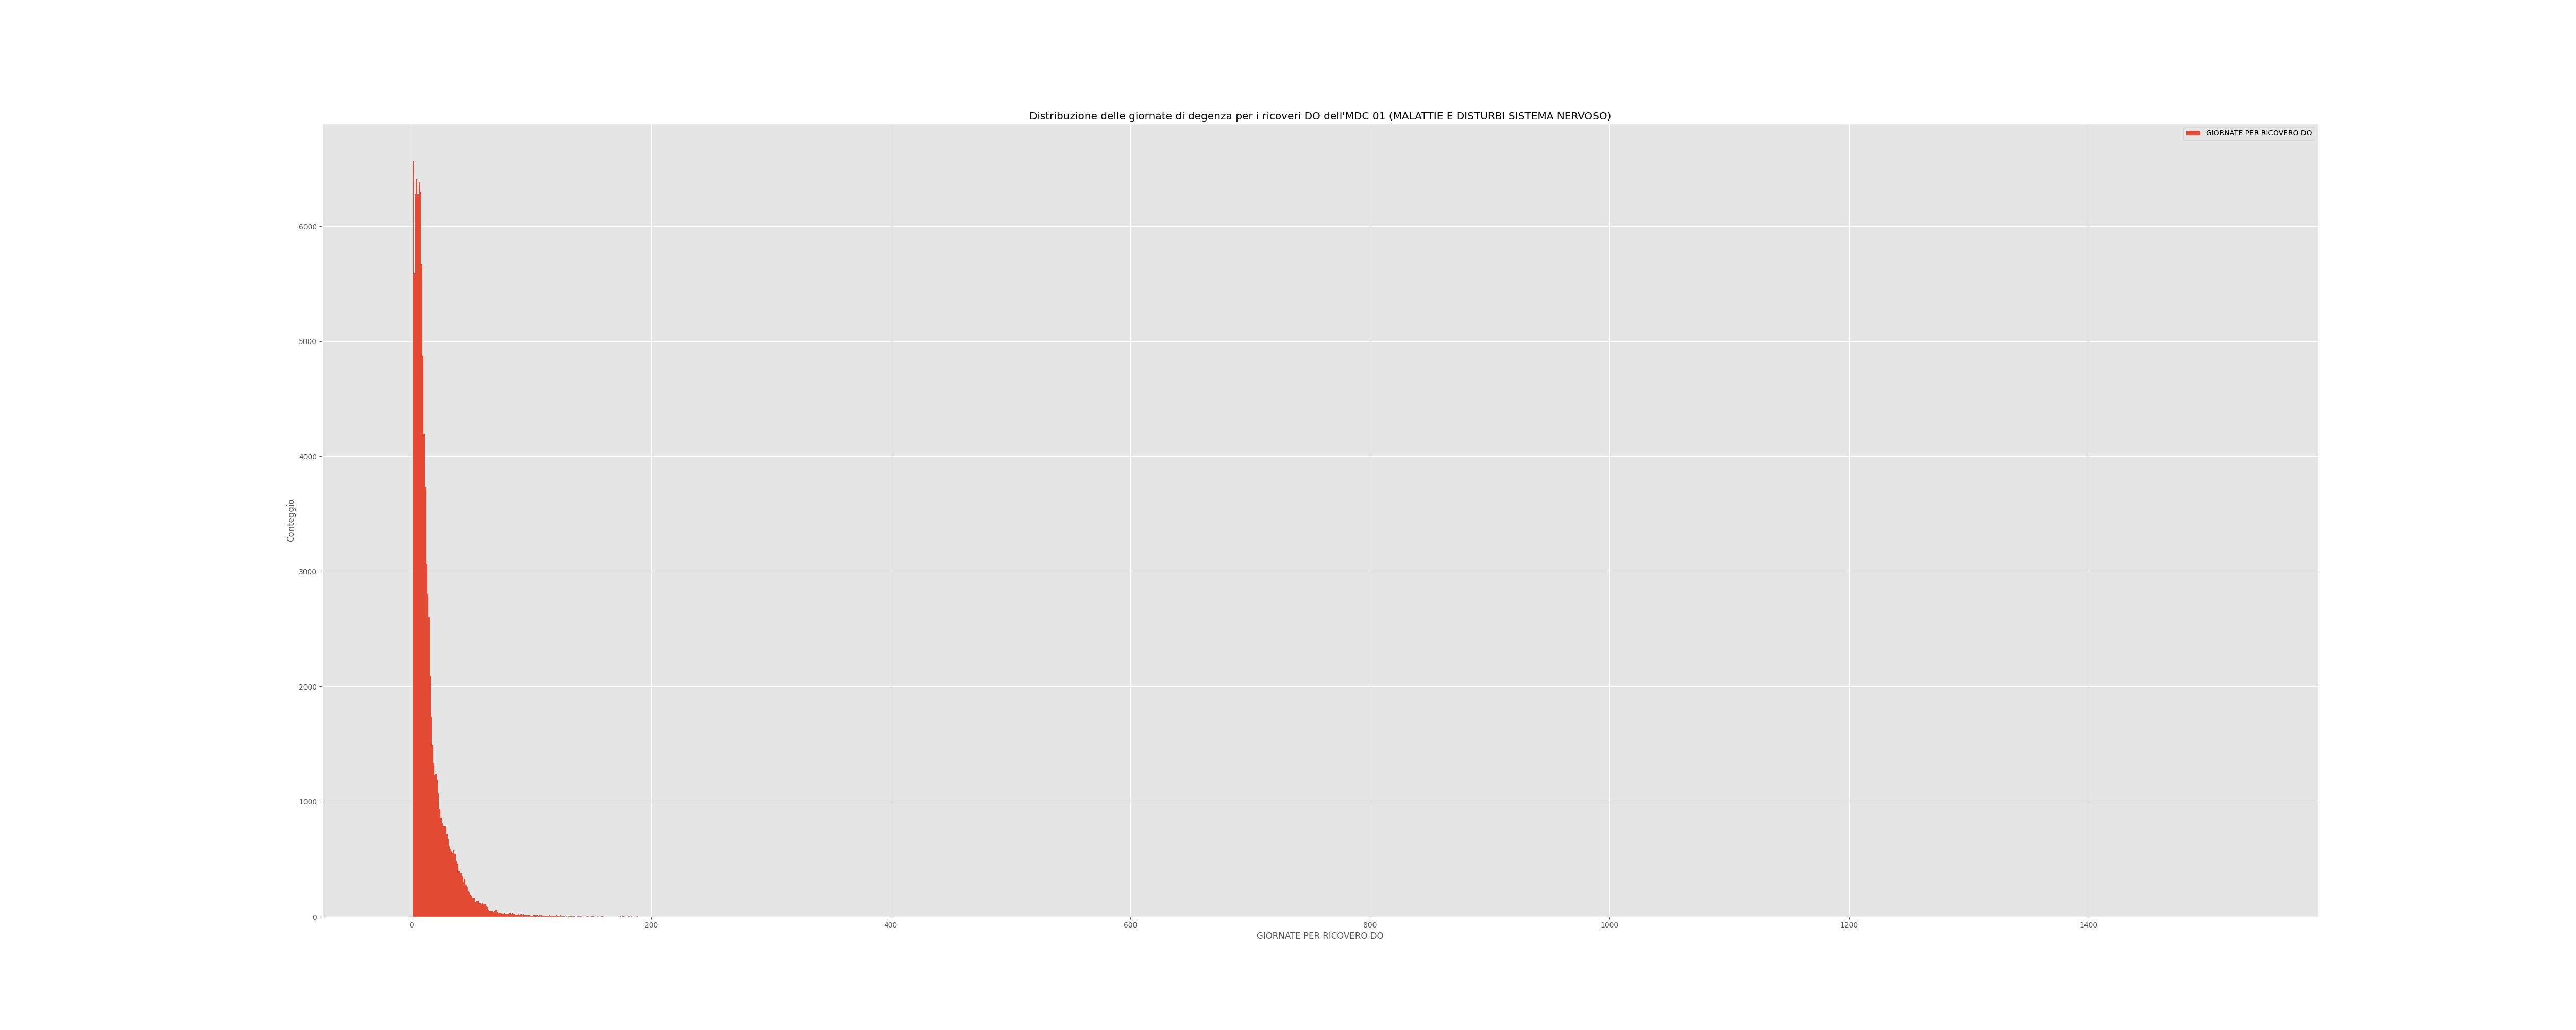 Distribuzione delle giornate di degenza per i ricoveri DO dell'MDC 01 (MALATTIE E DISTURBI SISTEMA NERVOSO)
GIORNATE PER RICOVERO DO
6000
5000
4000
3000
2000
1000
0
Conteggio
0 200 400 600 800 1000 1200 1400
GIORNATE PER RICOVERO DO